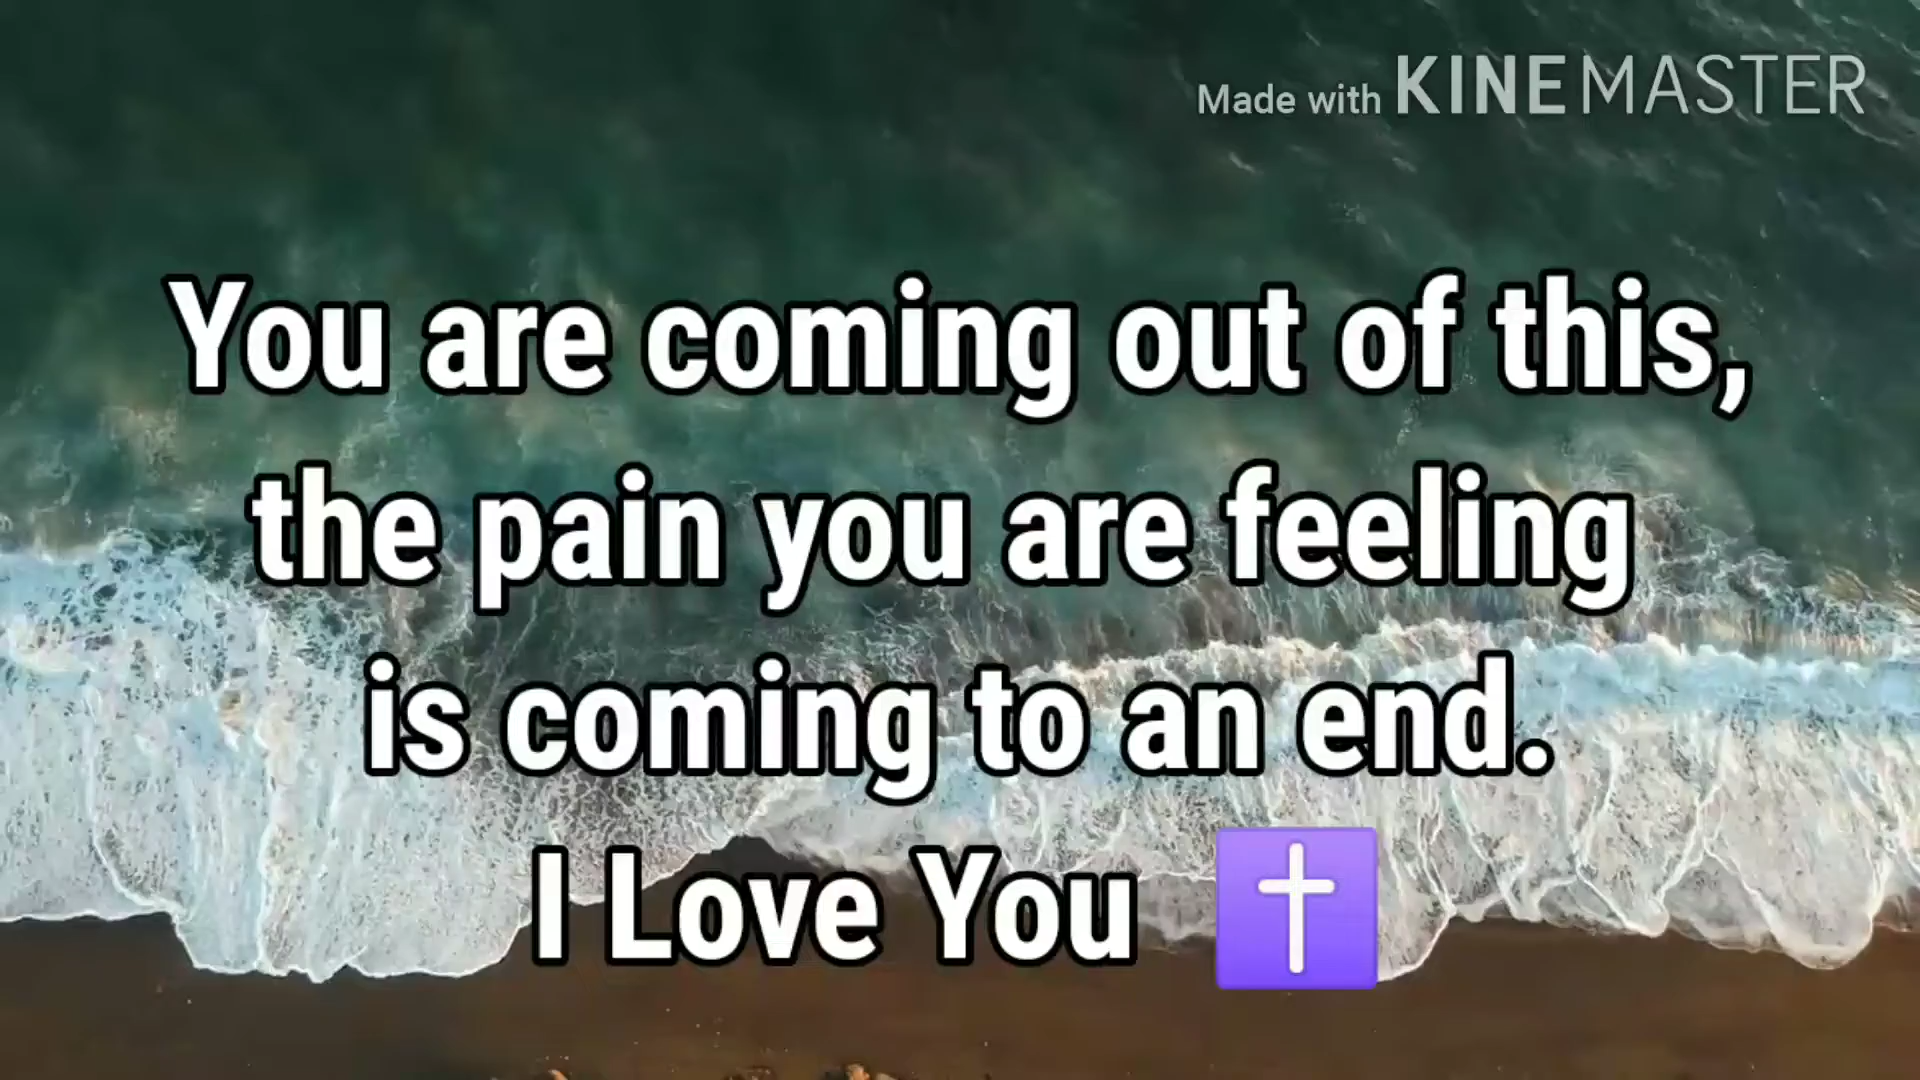 Made with KINEMASTER
You are coming out of this,
the pain you are feeling
is coming to an end.
I Love You ✝️